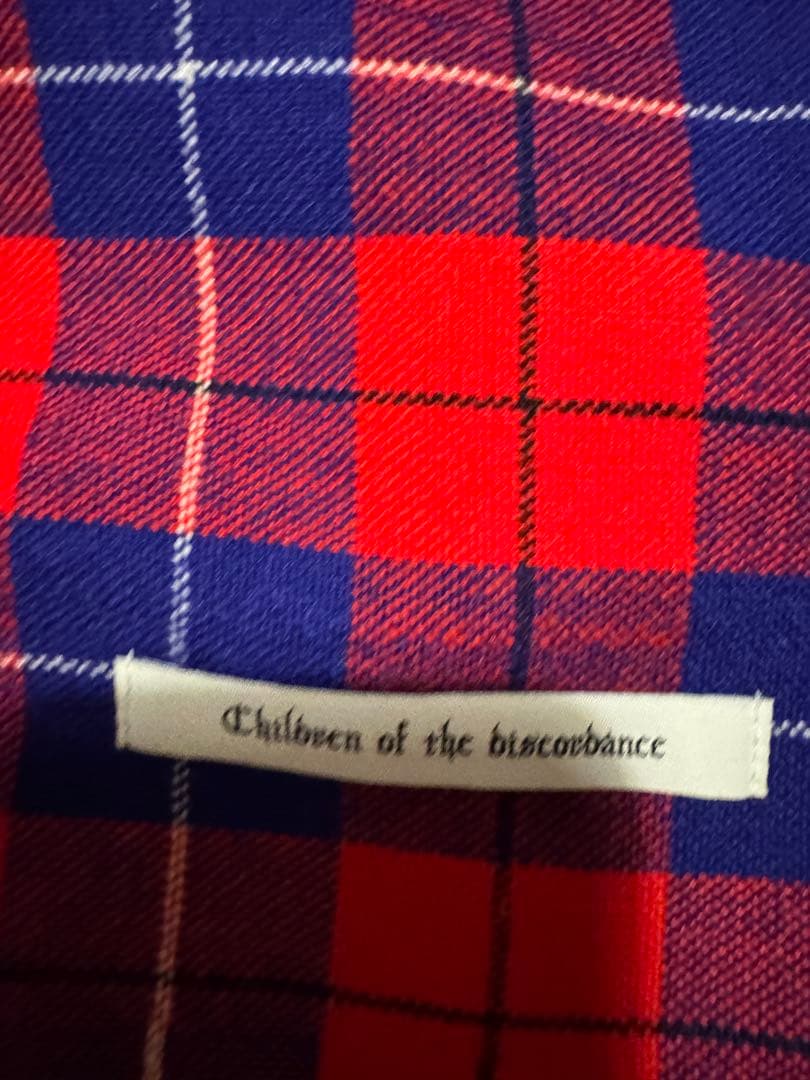 Children of the discordance